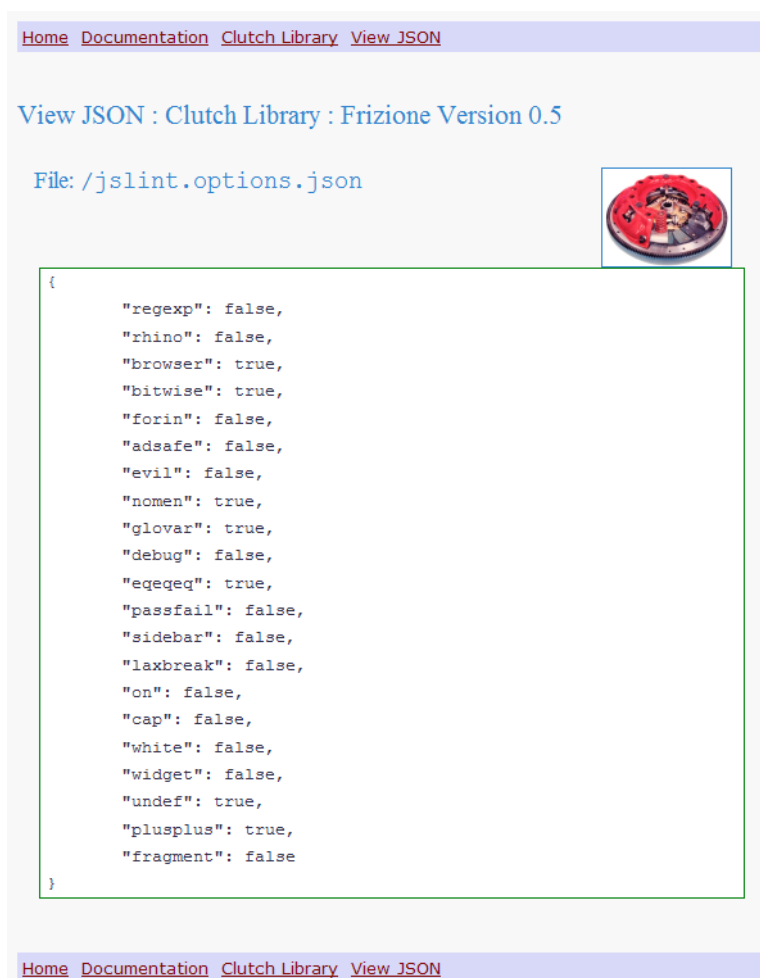 Home Documentation Clutch Library View JSON
View JSON : Clutch Library : Frizione Version 0.5
File: /jslint.options.json
{
"regexp": false,
"rhino": false,
"browser": true,
"bitwise": true,
"forin": false,
"adsafe": false,
"evil": false,
"nomen": true,
"glovar": true,
"debug": false,
"eqeqeq": true,
"passfail": false,
"sidebar": false,
"laxbreak": false,
"on": false,
"cap": false,
"white": false,
"widget": false,
"undef": true,
"plusplus": true,
"fragment": false
}
Home Documentation Clutch Library View JSON